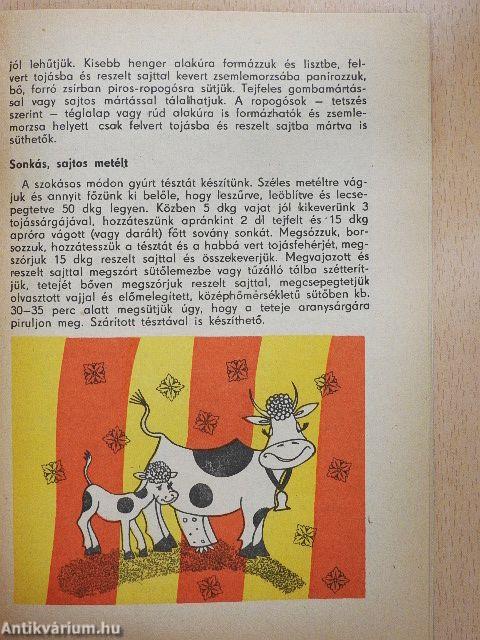 jól lehűtjük. Kisebb henger alakúra formázzuk és lisztbe, fel-
vert tojásba és reszelt sajttal kevert zsemlemorzsába panírozzuk,
bő, forró zsírban piros-ropogósra sütjük. Tejfeles gombamártás-
sal vagy sajtos mártással tálalhatjuk. A ropogósok — tetszés
szerint — téglalap vagy rúd alakúra is formázhatók és zsemle-
morzsa helyett csak felvert tojásba és reszelt sajtba mártva is
süthetők.
Sonkás, sajtos metélt
A szokásos módon gyúrt tésztát készítünk. Széles metéltre vág-
juk és annyit főzünk ki belőle, hogy leszűrve, leöblítve és lecse-
pegtetve 50 dkg legyen. Közben 5 dkg vajat jól kikeverünk 3
tojássárgájával, hozzáteszünk apránkint 2 dl tejfelt és 15 dkg
apróra vágott (vagy darált) főtt sovány sonkát. Megsózzuk, bor-
sozzuk, hozzátesszük a tésztát és a habbá vert tojásfehérjét, meg-
szórjuk 15 dkg reszelt sajttal és összekeverjük. Megvajazott és
reszelt sajttal megszórt sütőlemezbe vagy tűzálló tálba szétterít-
jük, tetejét bőven megszórjuk reszelt sajttal, megcsepegtetjük
olvasztott vajjal és előmelegített, középhőmérsékletű sütőben kb.
30—35 perc alatt megsütjük úgy, hogy a teteje aranysárgára
piruljon meg. Szárított tésztával is készíthető.
Antikvárium.hu